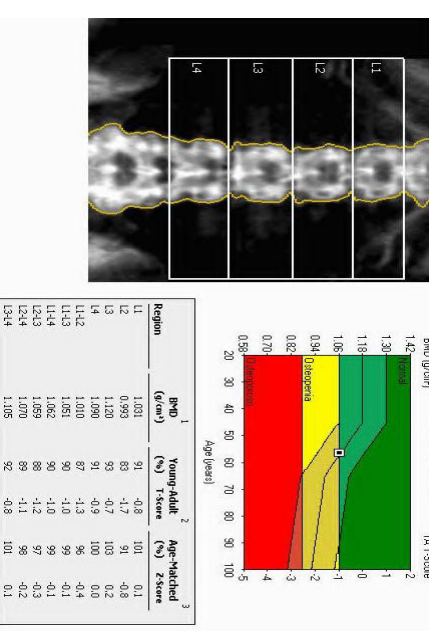 L1
L2
L3
L4
T-Score
1.42 2
Normal
1.30 1
1.18 0
1.06 -1
0.94 -2
Osteopenia
0.82 -3
0.70 -4
0.58 -5
Osteoporosis
20 30 40 50 60 70 80 90 100
Age (years)
1 2 3
BMD Young-Adult Age-Matched
Region (g/cm²) (%) T-Score (%) Z-Score
L1 1.031 91 -0.8 101 0.1
L2 0.993 83 -1.7 91 -0.8
L3 1.120 93 -0.7 103 0.2
L4 1.090 91 -0.9 100 0.0
L1-L2 1.010 87 -1.3 96 -0.4
L1-L3 1.051 90 -1.0 99 -0.1
L1-L4 1.062 90 -1.0 99 -0.1
L2-L3 1.059 88 -1.2 97 -0.3
L2-L4 1.070 89 -1.1 98 -0.2
L3-L4 1.105 92 -0.8 101 0.1